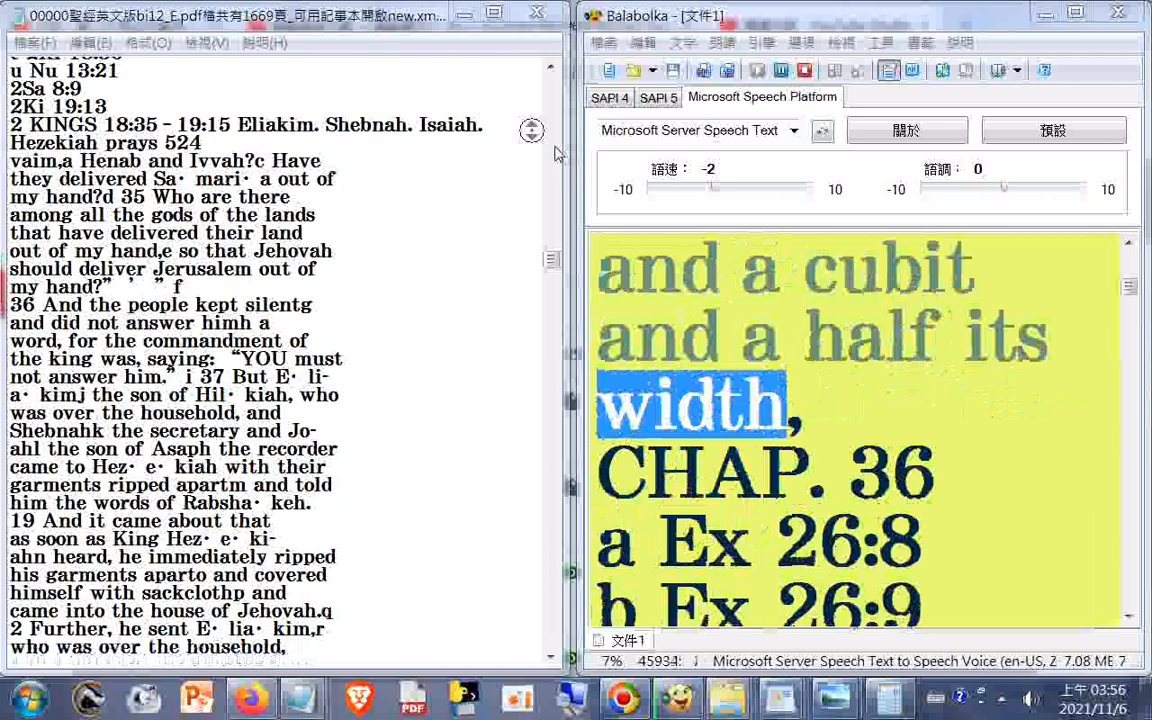 00000聖經英文版bi12_E.pdf檔共有1669頁_可用記事本開啟new.xm...
檔案(F) 編輯(E) 格式(O) 檢視(V) 說明(H)
u Nu 13:21
2Sa 8:9
2Ki 19:13
2 KINGS 18:35 – 19:15 Eliakim. Shebnah. Isaiah.
Hezekiah prays 524
vaim,a Henab and Ivvah?c Have
they delivered Sa· mari· a out of
my hand?d 35 Who are there
among all the gods of the lands
that have delivered their land
out of my hand,e so that Jehovah
should deliver Jerusalem out of
my hand?” ’ ” f
36 And the people kept silentg
and did not answer himh a
word, for the commandment of
the king was, saying: “YOU must
not answer him.” i 37 But E· li-
a· kimj the son of Hil· kiah, who
was over the household, and
Shebnahk the secretary and Jo-
ahl the son of Asaph the recorder
came to Hez· e· kiah with their
garments ripped apartm and told
him the words of Rabsha· keh.
19 And it came about that
as soon as King Hez· e· ki-
ahn heard, he immediately ripped
his garments aparto and covered
himself with sackclothp and
came into the house of Jehovah.q
2 Further, he sent E· lia· kim,r
who was over the household,
Balabolka - [文件1]
檔案 編輯 文字 朗讀 引擎 選項 檢視 工具 書籤 說明
SAPI 4 SAPI 5 Microsoft Speech Platform
Microsoft Server Speech Text 關於 預設
語速： -2 語調： 0
-10 10 -10 10
and a cubit
and a half its
width,
CHAP. 36
a Ex 26:8
b Ex 26:9
文件1
7% 45934: Microsoft Server Speech Text to Speech Voice (en-US, Z 7.08 ME 7
上午 03:56
2021/11/6